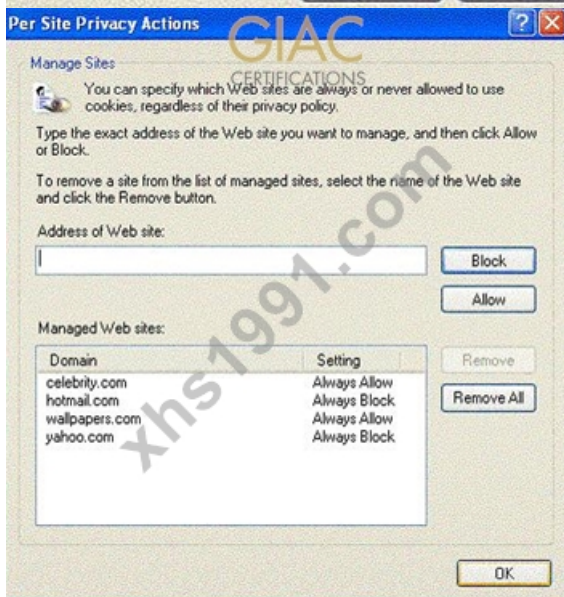 Per Site Privacy Actions
GIAC
CERTIFICATIONS
Manage Sites
You can specify which Web sites are always or never allowed to use
cookies, regardless of their privacy policy.
Type the exact address of the Web site you want to manage, and then click Allow
or Block.
To remove a site from the list of managed sites, select the name of the Web site
and click the Remove button.
Address of Web site:
Block
Allow
Managed Web sites:
Domain Setting
Remove
celebrity.com Always Allow
hotmail.com Always Block
Remove All
wallpapers.com Always Allow
yahoo.com Always Block
xhs1991.com
OK